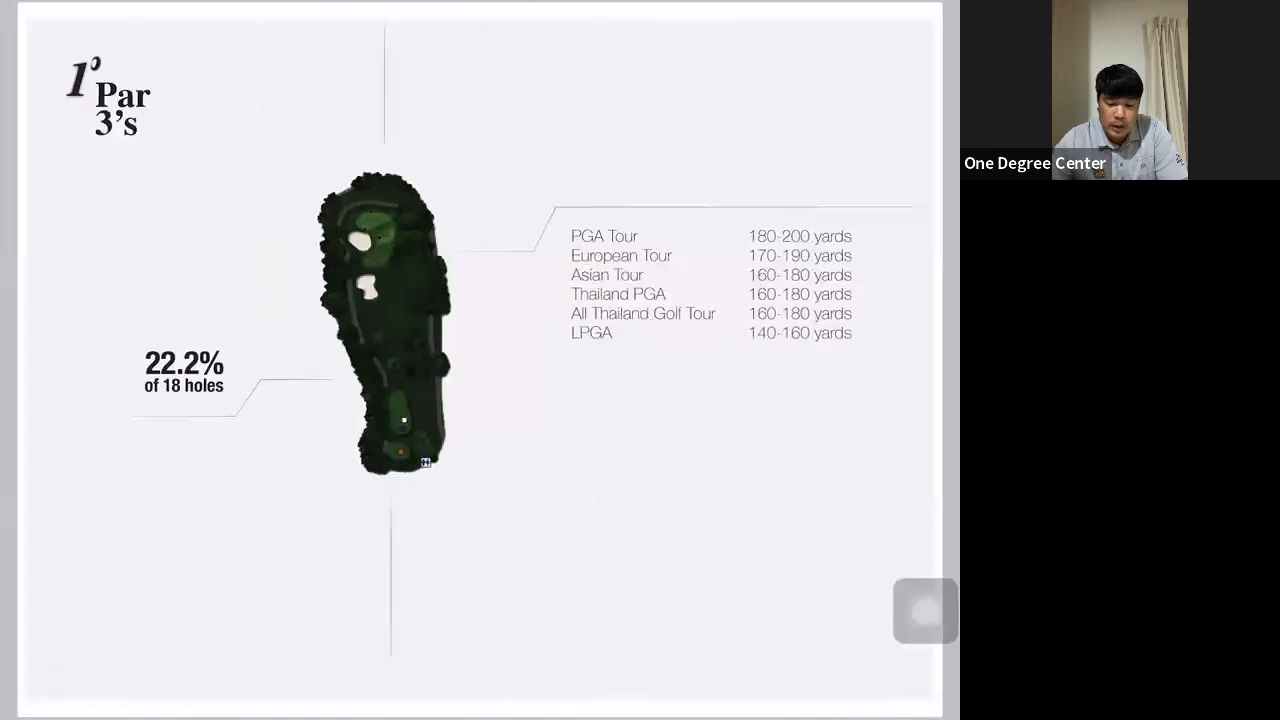 1°
Par
3's
PGA Tour 180-200 yards
European Tour 170-190 yards
Asian Tour 160-180 yards
Thailand PGA 160-180 yards
All Thailand Golf Tour 160-180 yards
LPGA 140-160 yards
22.2%
of 18 holes
One Degree Center